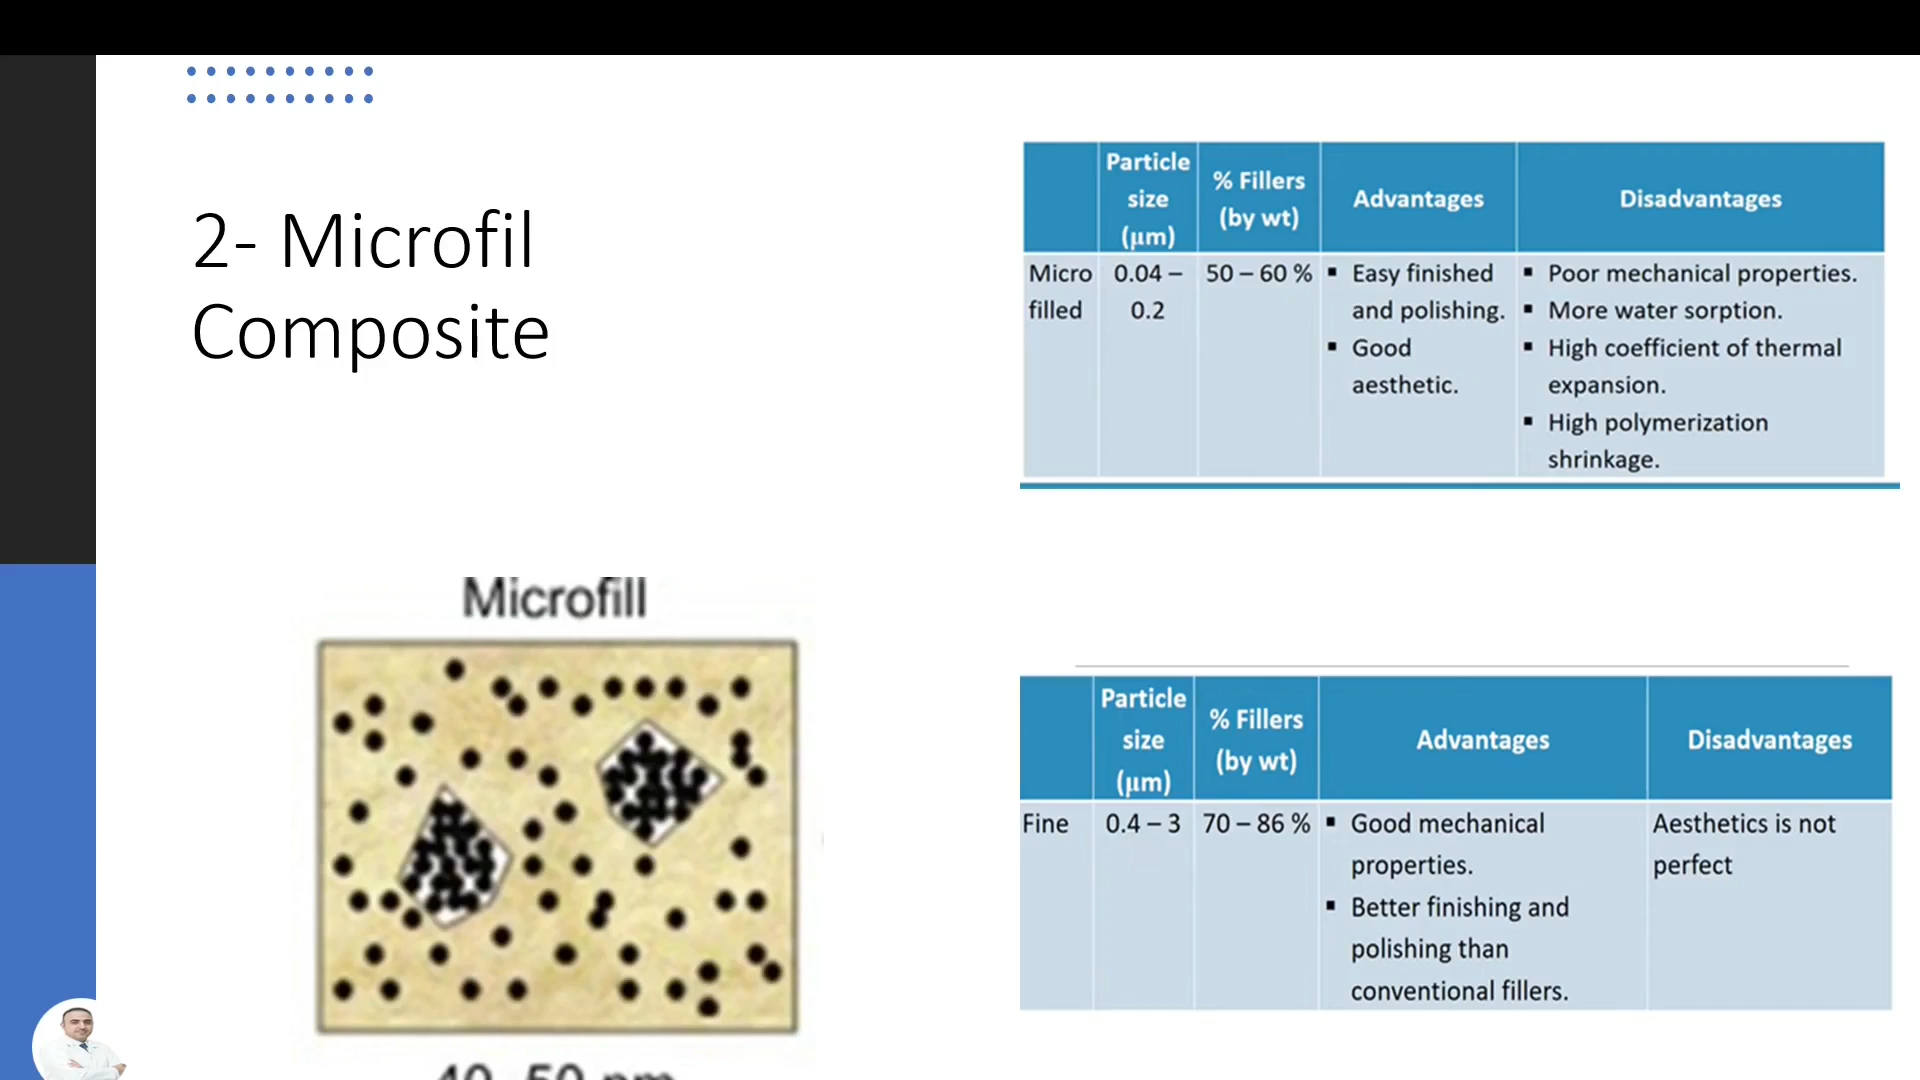 2- Microfil
Composite
Particle
size
(µm)
% Fillers
(by wt)
Advantages
Disadvantages
Micro
filled
0.04 –
0.2
50 – 60 %
▪ Easy finished
and polishing.
▪ Good
aesthetic.
▪ Poor mechanical properties.
▪ More water sorption.
▪ High coefficient of thermal
expansion.
▪ High polymerization
shrinkage.
Microfill
40–50 nm
Particle
size
(µm)
% Fillers
(by wt)
Advantages
Disadvantages
Fine
0.4 – 3
70 – 86 %
▪ Good mechanical
properties.
▪ Better finishing and
polishing than
conventional fillers.
Aesthetics is not
perfect